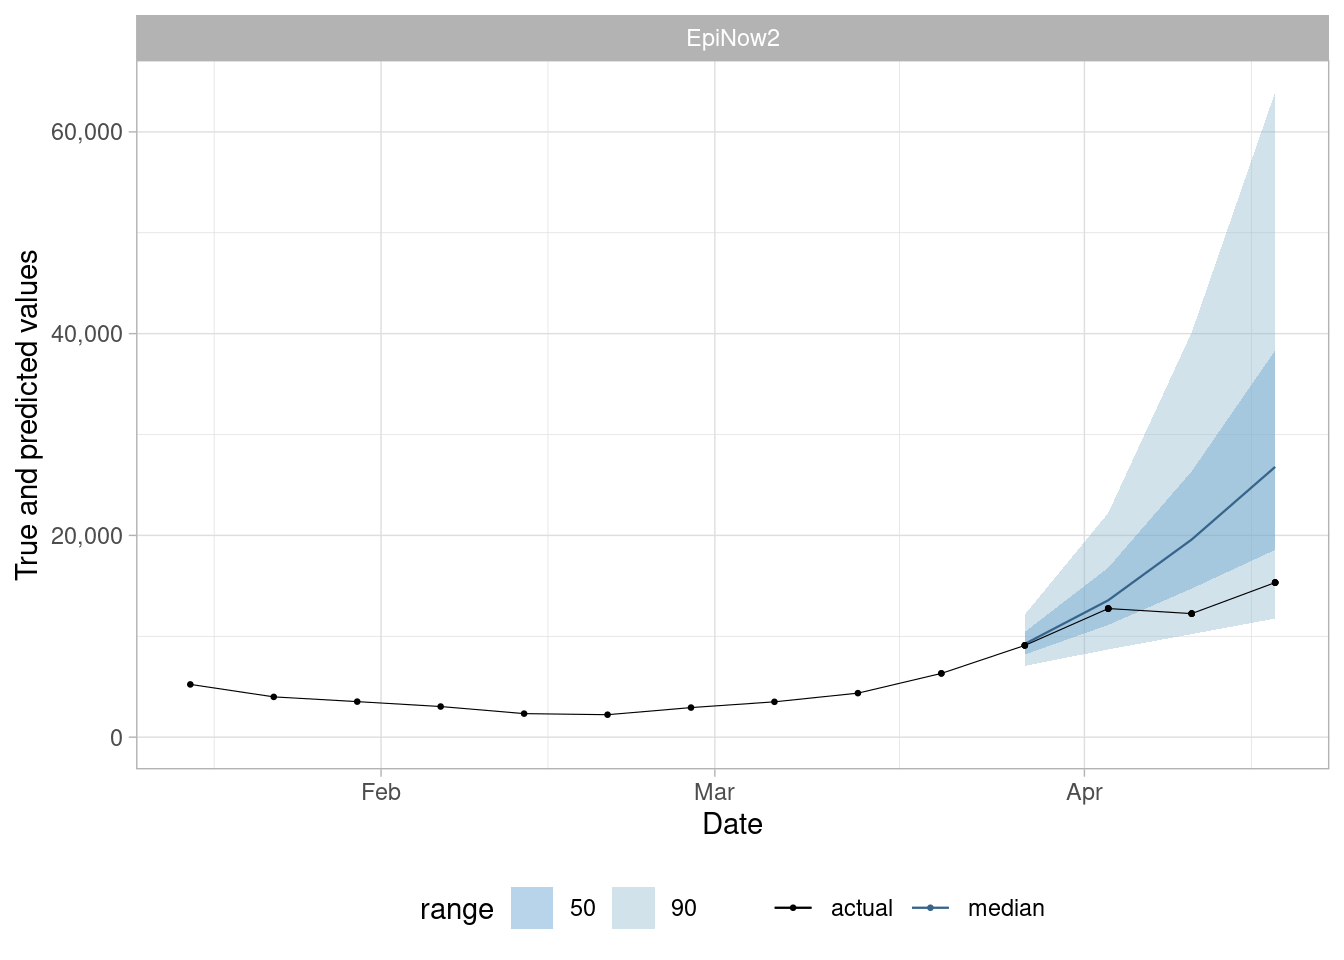 EpiNow2
60,000
40,000
20,000
0
True and predicted values
Feb Mar Apr
Date
range 50 90 actual median